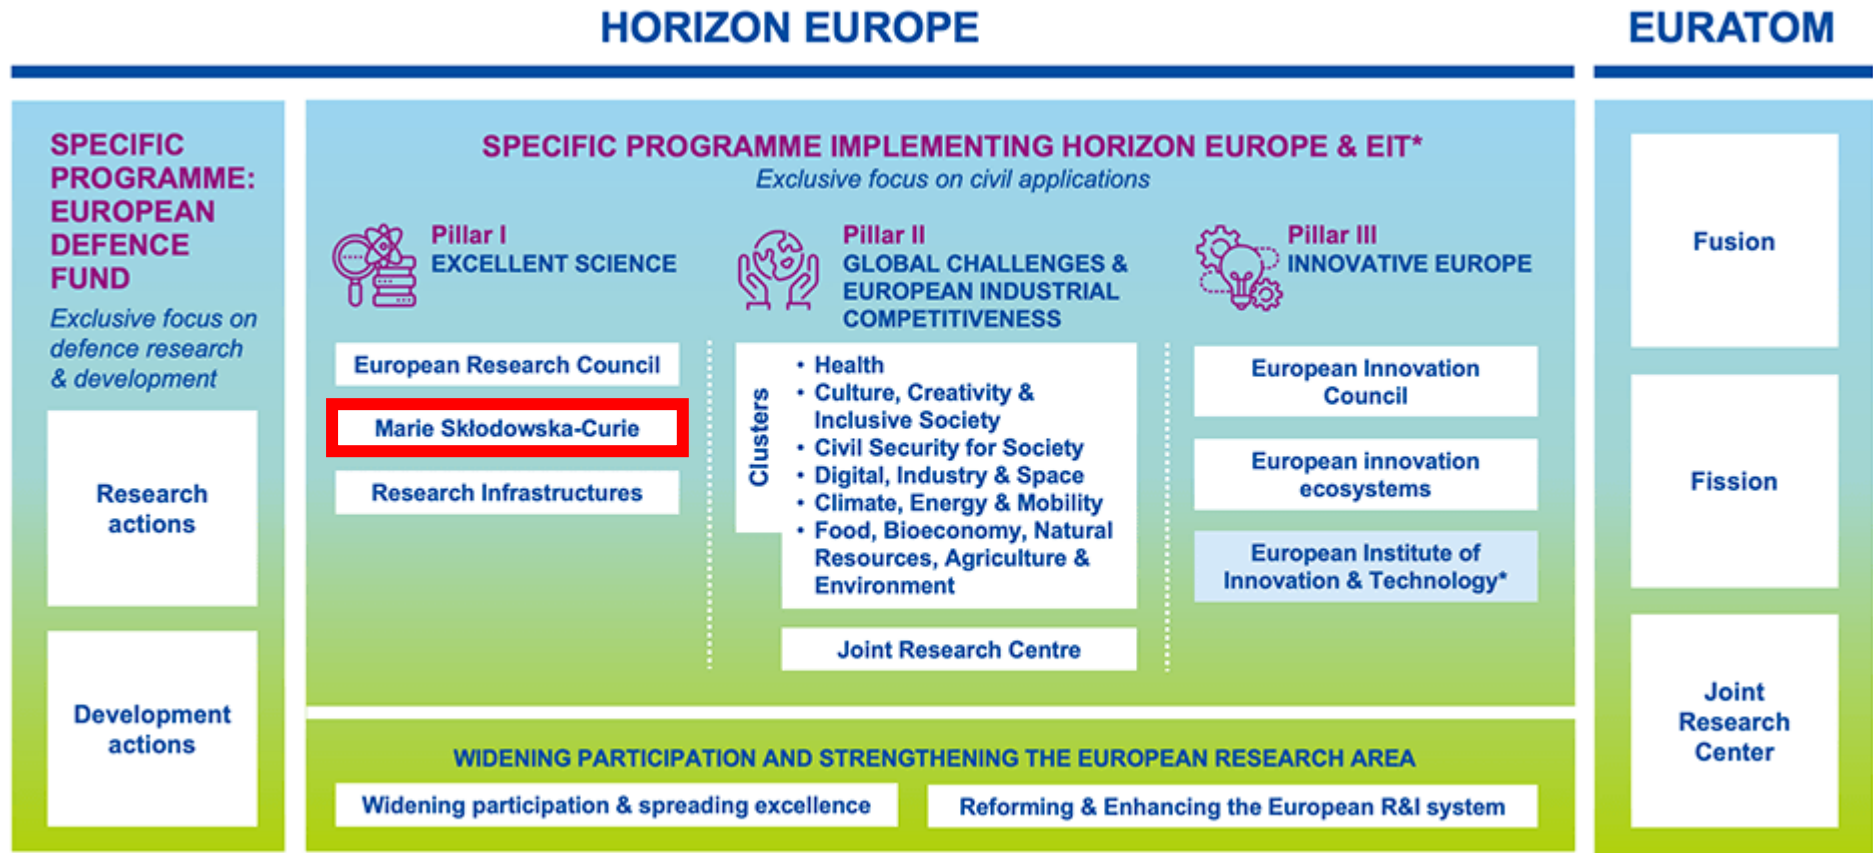 HORIZON EUROPE
EURATOM
SPECIFIC
PROGRAMME:
EUROPEAN
DEFENCE
FUND
Exclusive focus on
defence research
& development
Research
actions
Development
actions
SPECIFIC PROGRAMME IMPLEMENTING HORIZON EUROPE & EIT*
Exclusive focus on civil applications
Pillar I
EXCELLENT SCIENCE
European Research Council
Marie Skłodowska-Curie
Research Infrastructures
Pillar II
GLOBAL CHALLENGES &
EUROPEAN INDUSTRIAL
COMPETITIVENESS
Clusters
• Health
• Culture, Creativity &
Inclusive Society
• Civil Security for Society
• Digital, Industry & Space
• Climate, Energy & Mobility
• Food, Bioeconomy, Natural
Resources, Agriculture &
Environment
Joint Research Centre
Pillar III
INNOVATIVE EUROPE
European Innovation
Council
European innovation
ecosystems
European Institute of
Innovation & Technology*
WIDENING PARTICIPATION AND STRENGTHENING THE EUROPEAN RESEARCH AREA
Widening participation & spreading excellence
Reforming & Enhancing the European R&I system
Fusion
Fission
Joint
Research
Center